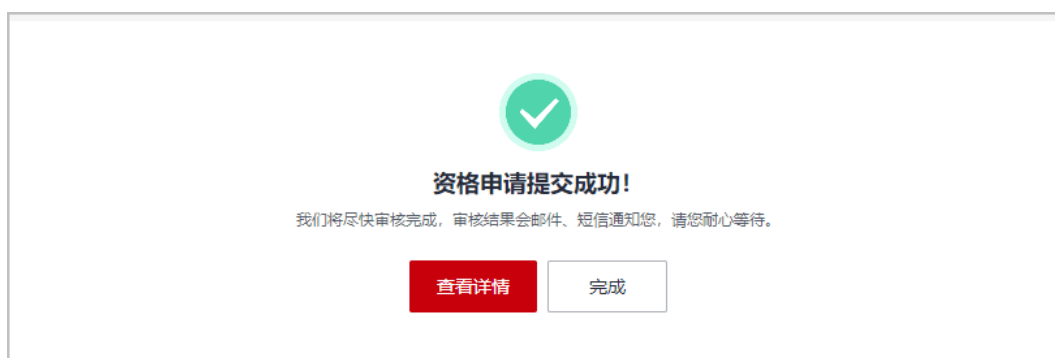 资格申请提交成功！
我们将尽快审核完成，审核结果会邮件、短信通知您，请您耐心等待。
查看详情
完成